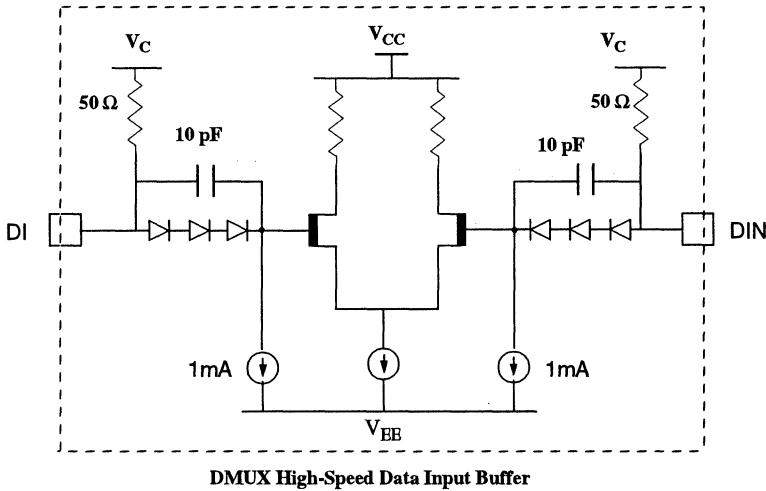 V_C
V_CC
V_C
50 Ω
50 Ω
10 pF
10 pF
DI
DIN
1mA
1mA
V_EE
DMUX High-Speed Data Input Buffer